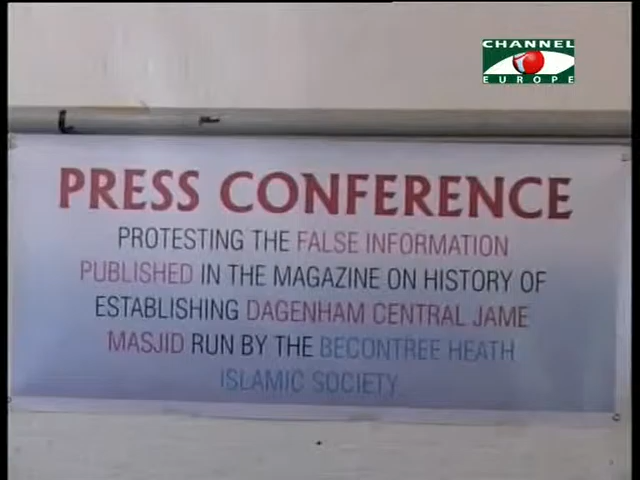 CHANNEL
EUROPE
PRESS CONFERENCE
PROTESTING THE FALSE INFORMATION
PUBLISHED IN THE MAGAZINE ON HISTORY OF
ESTABLISHING DAGENHAM CENTRAL JAME
MASJID RUN BY THE BECONTREE HEATH
ISLAMIC SOCIETY